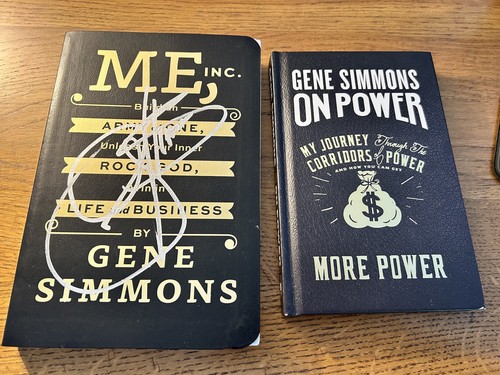 ME, INC.
Build an
ARMY of ONE,
Unleash Your Inner
ROCK GOD,
Win in
LIFE and BUSINESS
BY
GENE
SIMMONS
GENE SIMMONS
ON POWER
MY JOURNEY Through The
CORRIDORS of POWER
AND HOW YOU CAN GET
$
MORE POWER